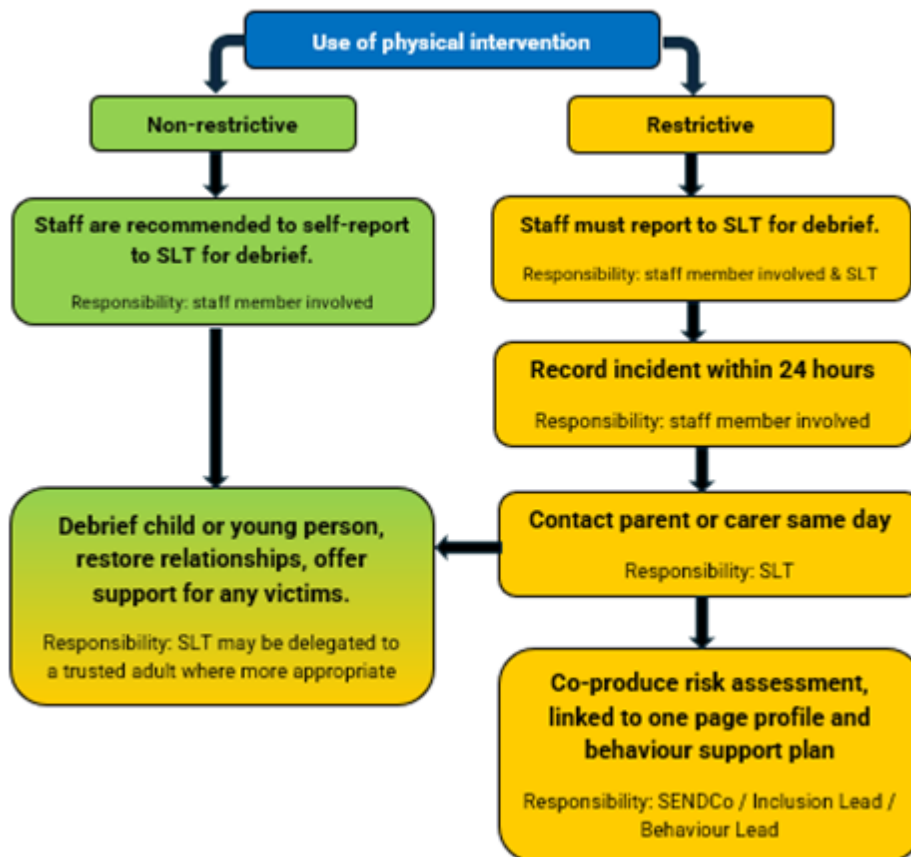 Use of physical intervention
Non-restrictive
Staff are recommended to self-report
to SLT for debrief.
Responsibility: staff member involved
Restrictive
Staff must report to SLT for debrief.
Responsibility: staff member involved & SLT
Record incident within 24 hours
Responsibility: staff member involved
Contact parent or carer same day
Responsibility: SLT
Debrief child or young person,
restore relationships, offer
support for any victims.
Responsibility: SLT may be delegated to
a trusted adult where more appropriate
Co-produce risk assessment,
linked to one page profile and
behaviour support plan
Responsibility: SENDCo / Inclusion Lead /
Behaviour Lead